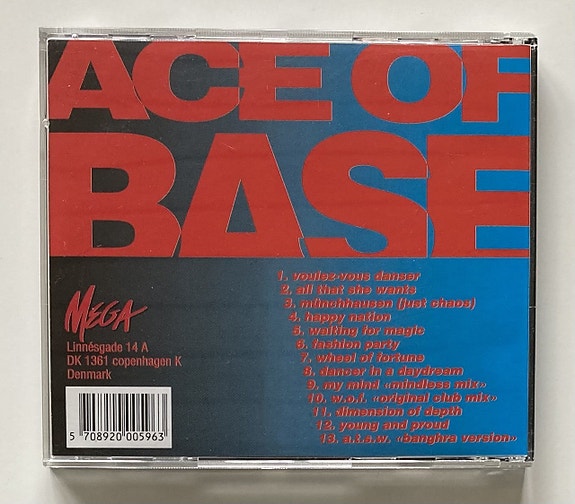 ACE OF
BASE
1. voulez-vous danser
2. all that she wants
3. münchhausen (just chaos)
4. happy nation
5. waiting for magic
6. fashion party
7. wheel of fortune
8. dancer in a daydream
9. my mind «mindless mix»
10. w.o.f. «original club mix»
11. dimension of depth
12. young and proud
13. a.t.s.w. «banghra version»
MEGA
Linnésgade 14 A
DK 1361 copenhagen K
Denmark
5 708920 005963